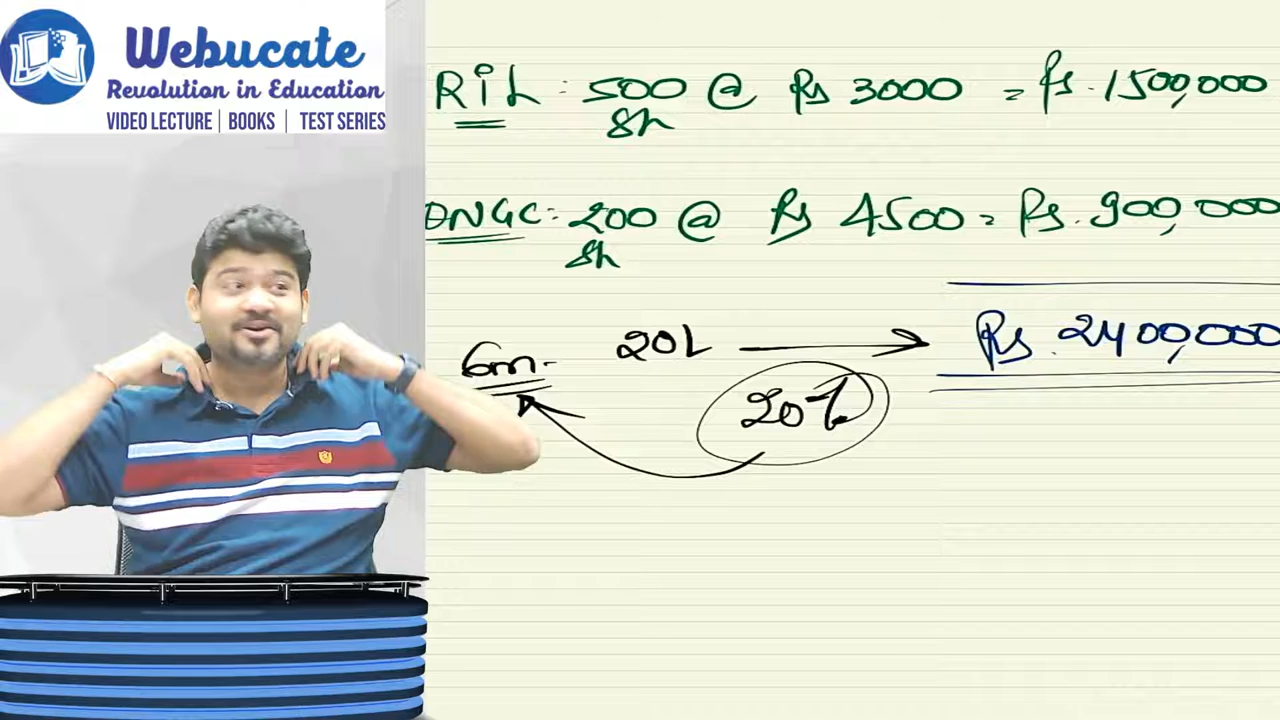 Webucate
Revolution in Education
VIDEO LECTURE | BOOKS | TEST SERIES
RIL : 500 @ Rs 3000 = Rs. 1500,000
Sh
ONGC : 200 @ Rs 4500 = Rs. 900,000
Sh
6m. 20L Rs. 2400,000
20%